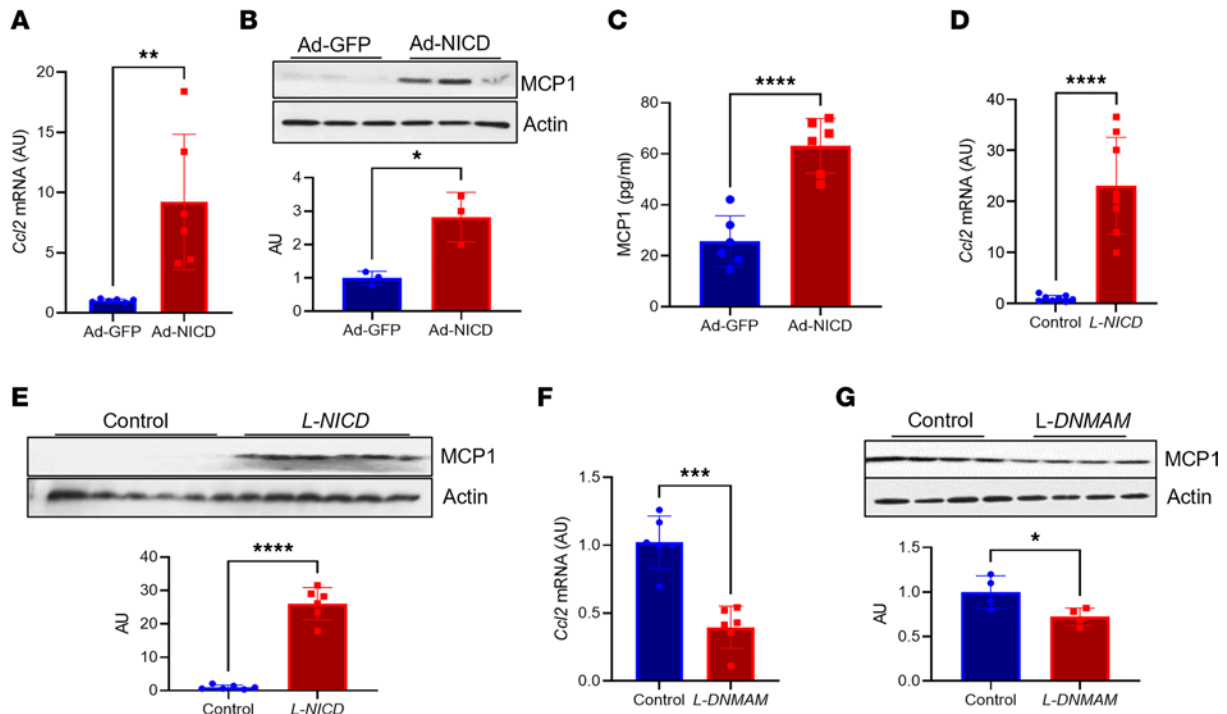 A
**
20
15
10
5
0
Ccl2 mRNA (AU)
Ad-GFP Ad-NICD
B
Ad-GFP Ad-NICD
MCP1
Actin
*
4
3
2
1
0
AU
Ad-GFP Ad-NICD
C
****
80
60
40
20
0
MCP1 (pg/ml)
Ad-GFP Ad-NICD
D
****
40
30
20
10
0
Ccl2 mRNA (AU)
Control L-NICD
E
Control L-NICD
MCP1
Actin
****
40
30
20
10
0
AU
Control L-NICD
F
***
1.5
1.0
0.5
0.0
Ccl2 mRNA (AU)
Control L-DNMAM
G
Control L-DNMAM
MCP1
Actin
*
1.5
1.0
0.5
0.0
AU
Control L-DNMAM